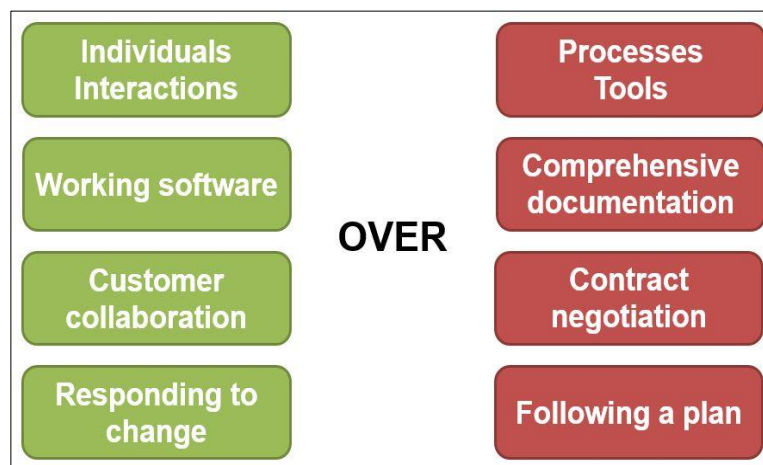 Individuals
Interactions
Processes
Tools
Working software
Comprehensive
documentation
OVER
Customer
collaboration
Contract
negotiation
Responding to
change
Following a plan